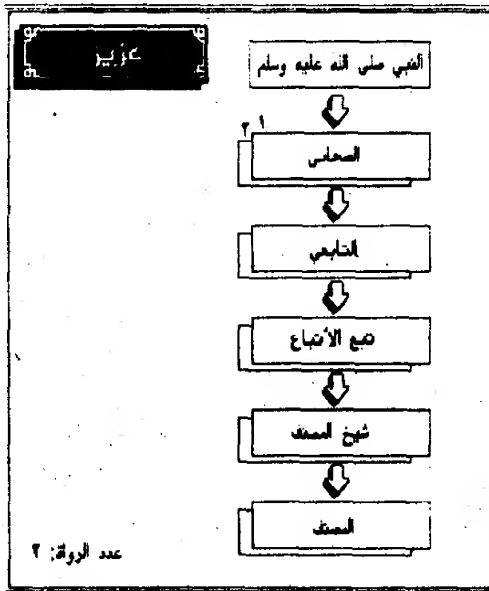 عزيز
النبي صلى الله عليه وسلم
١ ٢
الصحابي
التابعي
تبع الأتباع
شيخ المصنف
المصنف
عدد الرواة: ٢